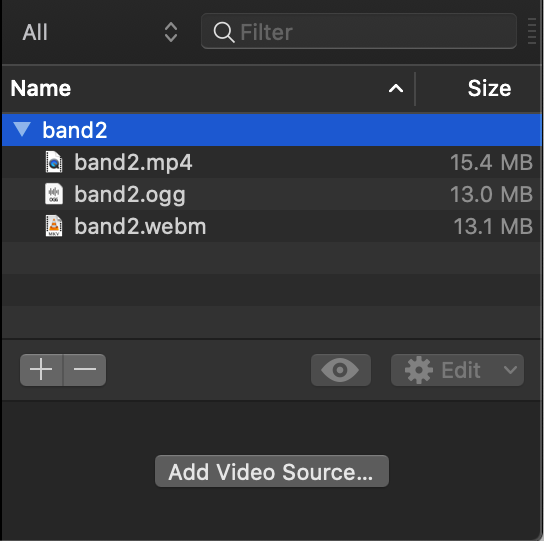 All Filter
Name Size
band2
band2.mp4 15.4 MB
band2.ogg 13.0 MB
band2.webm 13.1 MB
Edit
Add Video Source...